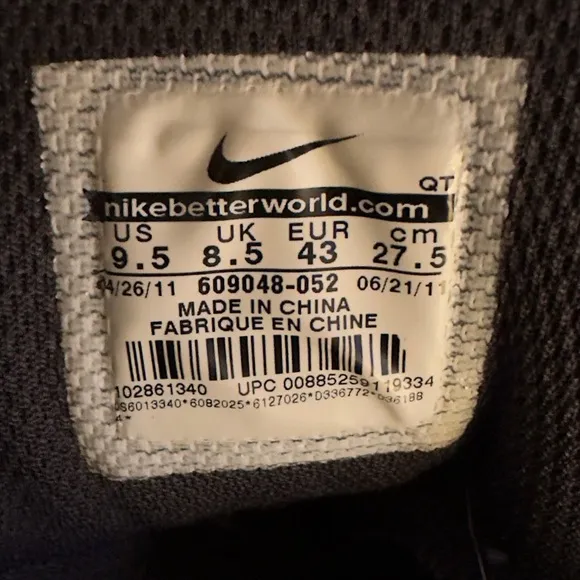 QT
nikebetterworld.com
US UK EUR cm
9.5 8.5 43 27.5
04/26/11 609048-052 06/21/11
MADE IN CHINA
FABRIQUE EN CHINE
102861340 UPC 00885259119334